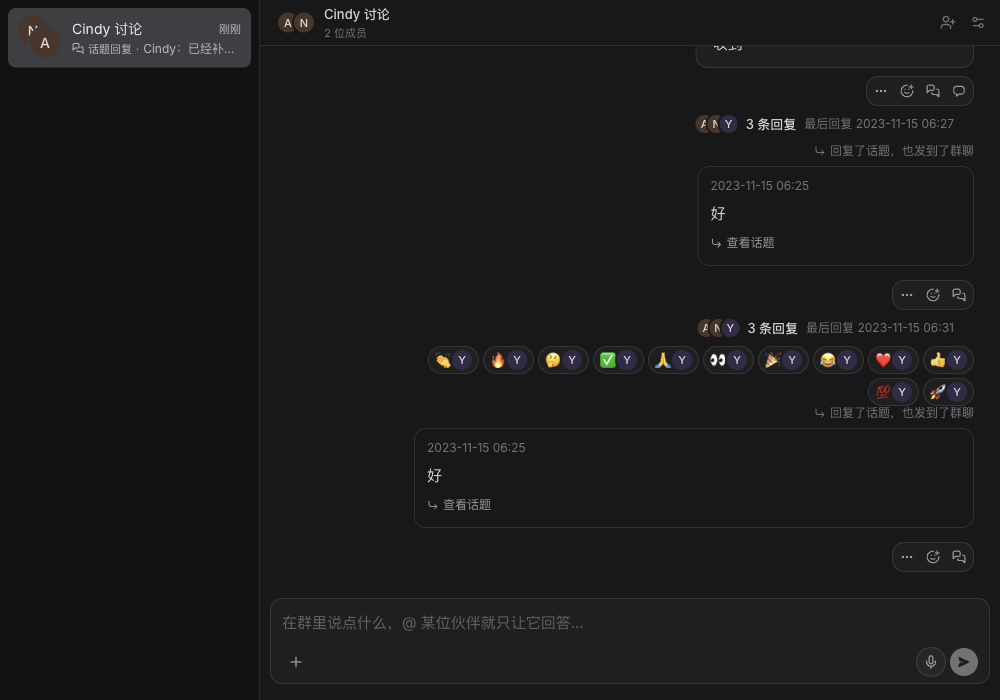 N
A
Cindy 讨论
刚刚
话题回复 · Cindy：已经补...
A N
Cindy 讨论
2 位成员
收到
A N Y 3 条回复 最后回复 2023-11-15 06:27
回复了话题，也发到了群聊
2023-11-15 06:25
好
查看话题
A N Y 3 条回复 最后回复 2023-11-15 06:31
👏 Y 🔥 Y 🤔 Y ✅ Y 🙏 Y 👀 Y 🎉 Y 😂 Y ❤️ Y 👍 Y
💯 Y 🚀 Y
回复了话题，也发到了群聊
2023-11-15 06:25
好
查看话题
在群里说点什么，@ 某位伙伴就只让它回答...